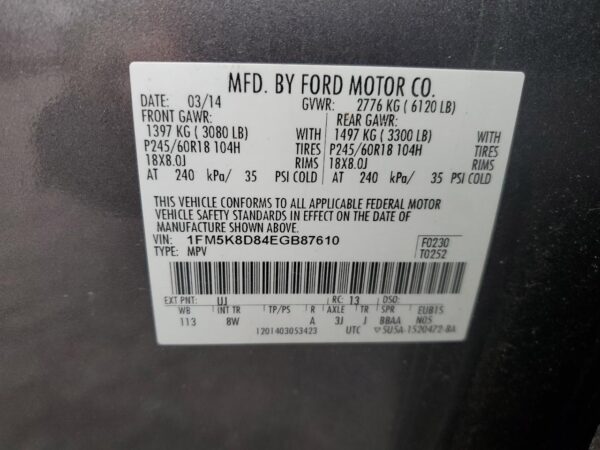 MFD. BY FORD MOTOR CO.
DATE: 03/14 GVWR: 2776 KG ( 6120 LB)
FRONT GAWR: REAR GAWR:
1397 KG ( 3080 LB) WITH 1497 KG ( 3300 LB) WITH
P245/60R18 104H TIRES P245/60R18 104H TIRES
18X8.0J RIMS 18X8.0J RIMS
AT 240 kPa/ 35 PSI COLD AT 240 kPa/ 35 PSI COLD
THIS VEHICLE CONFORMS TO ALL APPLICABLE FEDERAL MOTOR
VEHICLE SAFETY STANDARDS IN EFFECT ON THE DATE OF
MANUFACTURE SHOWN ABOVE.
VIN: 1FM5K8D84EGB87610 F0230
TYPE: MPV T0252
EXT PNT: UJ RC: 13 DSO:
WB INT TR TP/PS R AXLE TR SPR EUB15
113 8W A 3J J BBAA N05
1201403053423 UTC 5U5A-1520472-BA